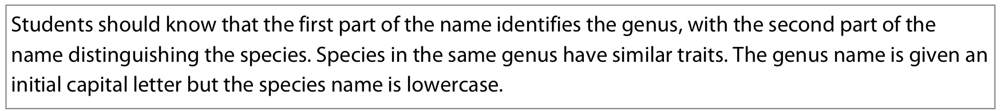 Students should know that the first part of the name identifies the genus, with the second part of the
name distinguishing the species. Species in the same genus have similar traits. The genus name is given an
initial capital letter but the species name is lowercase.